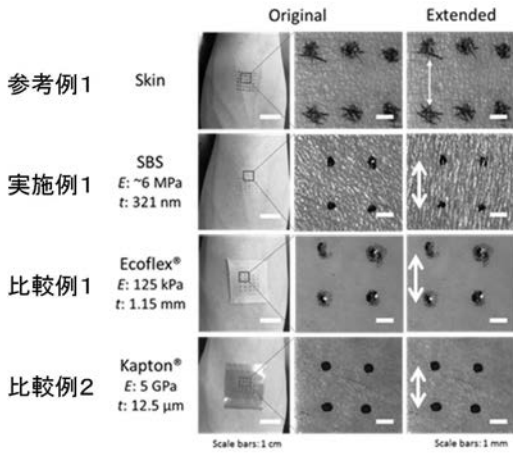 Original Extended
参考例1 Skin
実施例1 SBS
E: ~6 MPa
t: 321 nm
比較例1 Ecoflex®
E: 125 kPa
t: 1.15 mm
比較例2 Kapton®
E: 5 GPa
t: 12.5 μm
Scale bars: 1 cm Scale bars: 1 mm